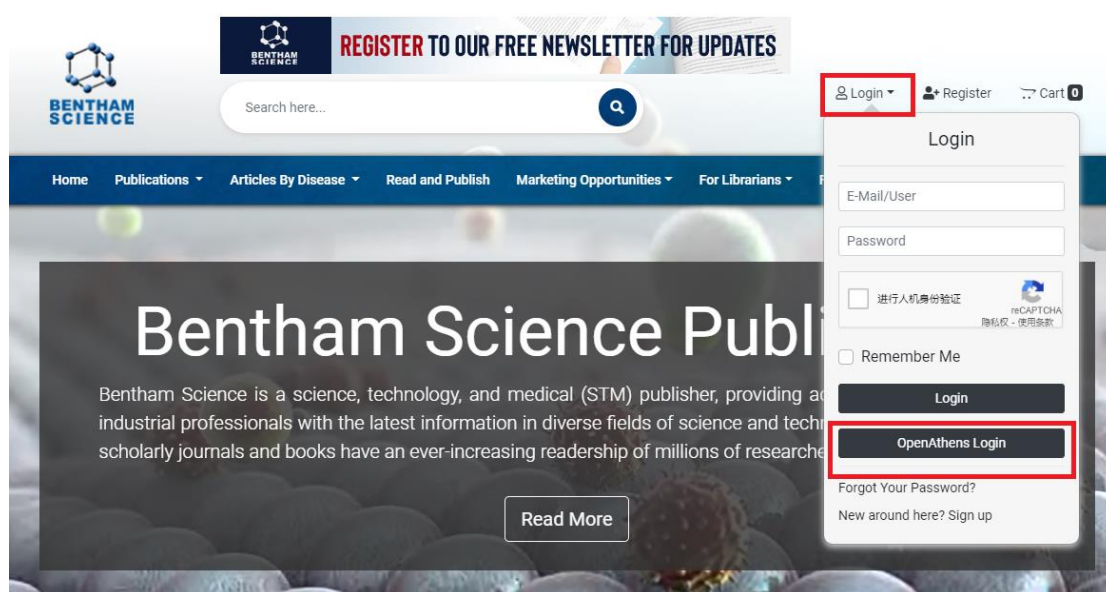 BENTHAM
SCIENCE
REGISTER TO OUR FREE NEWSLETTER FOR UPDATES
BENTHAM
SCIENCE
Search here...
Login
Register
Cart 0
Home Publications Articles By Disease Read and Publish Marketing Opportunities For Librarians
Login
E-Mail/User
Password
进行人机身份验证
reCAPTCHA
隐私权 - 使用条款
Remember Me
Login
OpenAthens Login
Forgot Your Password?
New around here? Sign up
Bentham Science Publi
Bentham Science is a science, technology, and medical (STM) publisher, providing
industrial professionals with the latest information in diverse fields of science and
scholarly journals and books have an ever-increasing readership of millions of
Read More